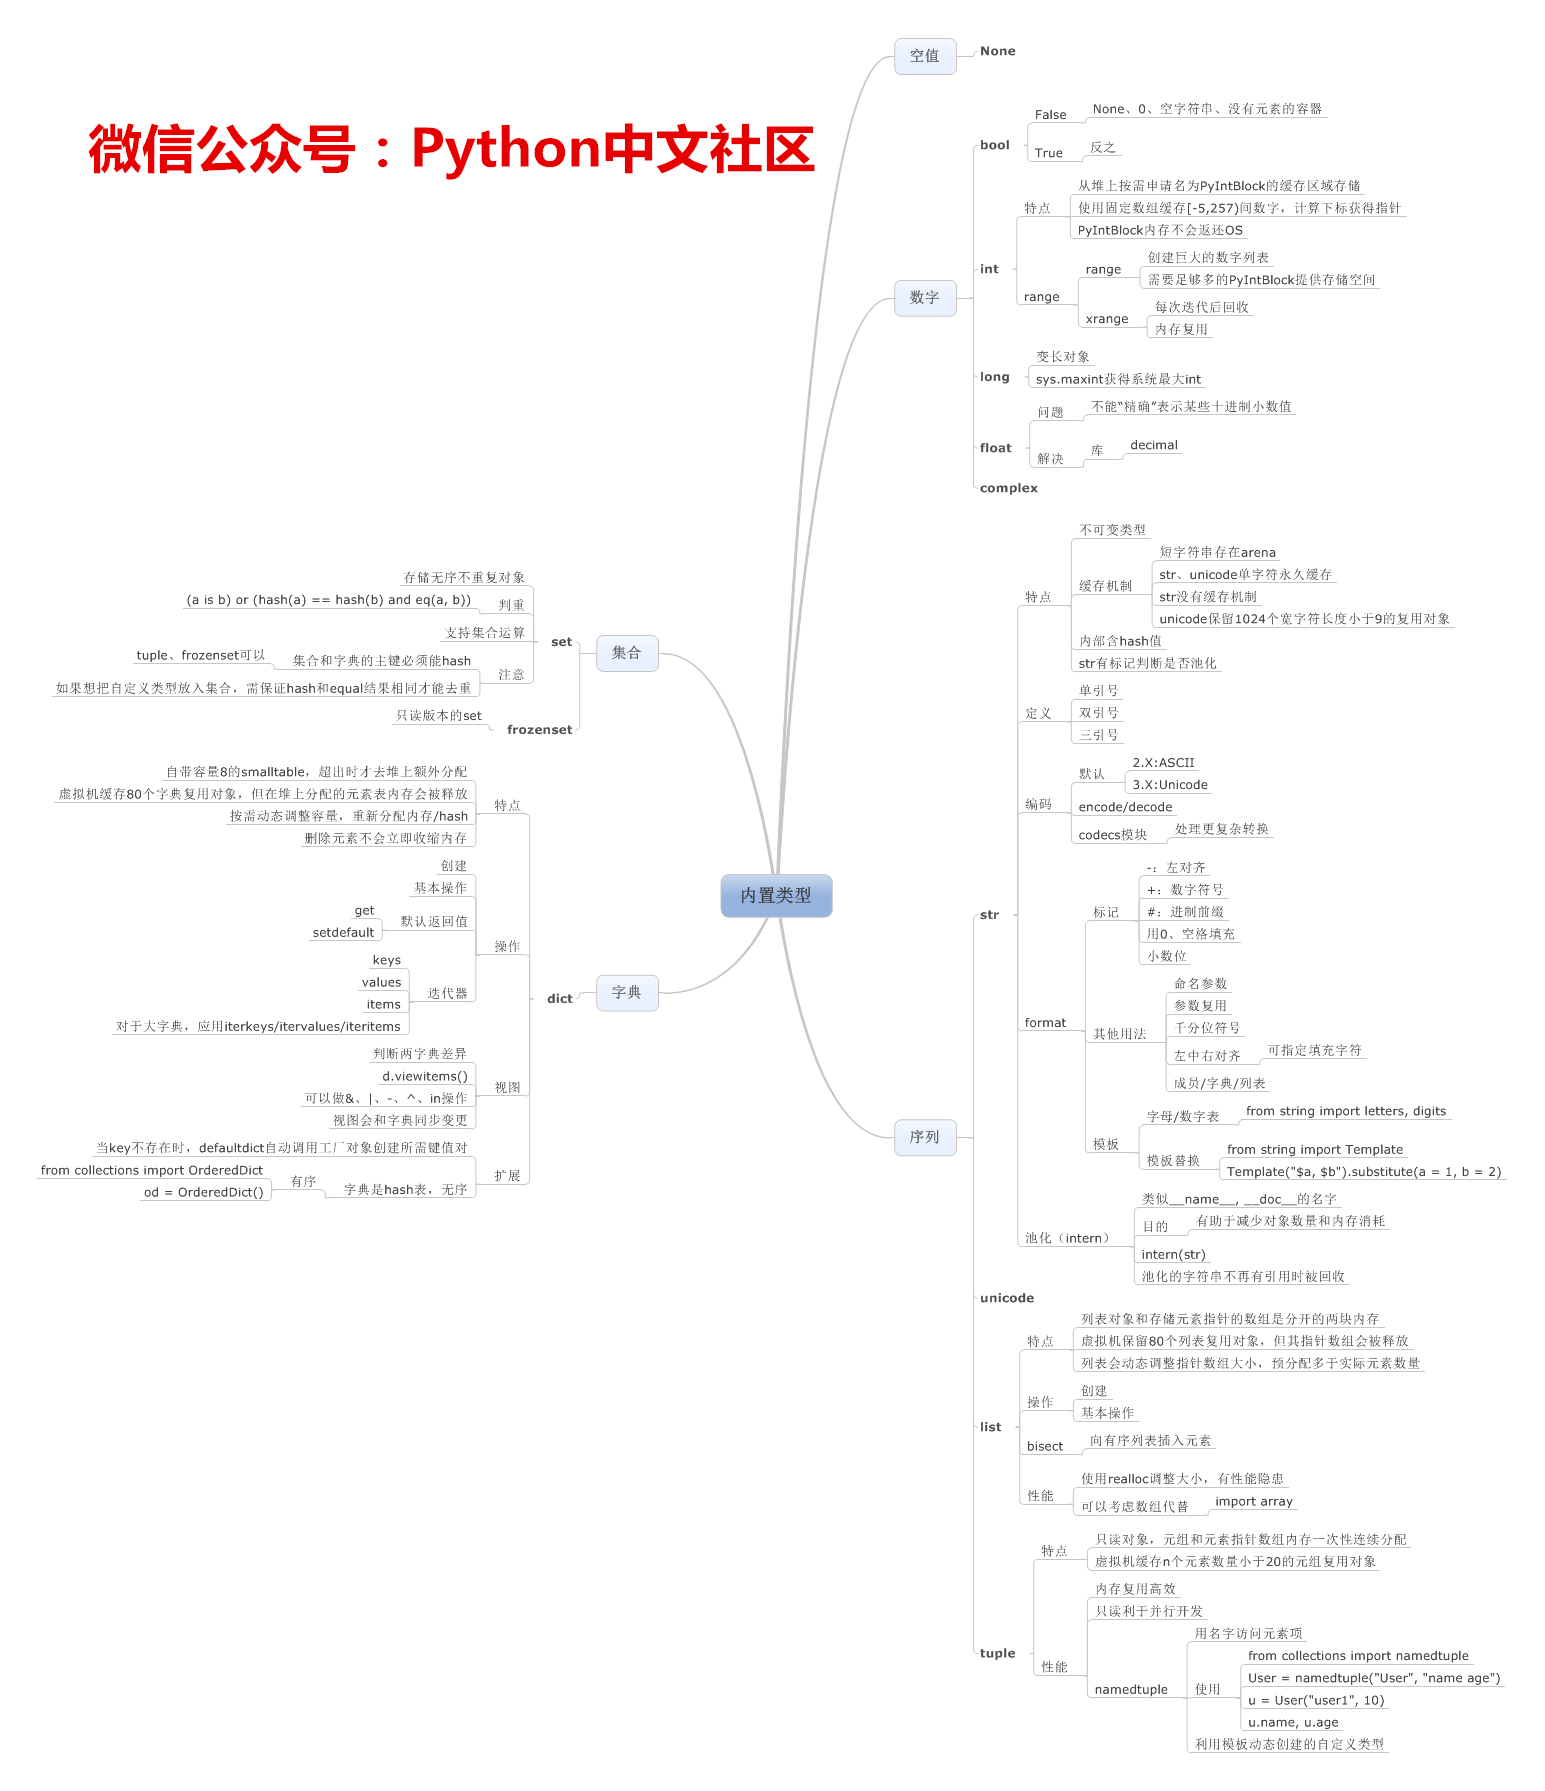 微信公众号：Python中文社区
内置类型
空值
None
数字
bool
False
None、0、空字符串、没有元素的容器
True
反之
int
特点
从堆上按需申请名为PyIntBlock的缓存区域存储
使用固定数组缓存[-5,257)间数字，计算下标获得指针
PyIntBlock内存不会返还OS
range
range
创建巨大的数字列表
需要足够多的PyIntBlock提供存储空间
xrange
每次迭代后回收
内存复用
long
变长对象
sys.maxint获得系统最大int
float
问题
不能“精确”表示某些十进制小数值
解决
库
decimal
complex
序列
str
特点
不可变类型
缓存机制
短字符串存在arena
str、unicode单字符永久缓存
str没有缓存机制
unicode保留1024个宽字符长度小于9的复用对象
内部含hash值
str有标记判断是否池化
定义
单引号
双引号
三引号
编码
默认
2.X:ASCII
3.X:Unicode
encode/decode
codecs模块
处理更复杂转换
format
标记
-：左对齐
+：数字符号
#：进制前缀
用0、空格填充
小数位
其他用法
命名参数
参数复用
千分位符号
左中右对齐
可指定填充字符
成员/字典/列表
模板
字母/数字表
from string import letters, digits
模板替换
from string import Template
Template("$a, $b").substitute(a = 1, b = 2)
池化（intern）
类似__name__, __doc__的名字
目的
有助于减少对象数量和内存消耗
intern(str)
池化的字符串不再有引用时被回收
unicode
list
特点
列表对象和存储元素指针的数组是分开的两块内存
虚拟机保留80个列表复用对象，但其指针数组会被释放
列表会动态调整指针数组大小，预分配多于实际元素数量
操作
创建
基本操作
bisect
向有序列表插入元素
性能
使用realloc调整大小，有性能隐患
可以考虑数组代替
import array
tuple
特点
只读对象，元组和元素指针数组内存一次性连续分配
虚拟机缓存n个元素数量小于20的元组复用对象
性能
内存复用高效
只读利于并行开发
namedtuple
用名字访问元素项
使用
from collections import namedtuple
User = namedtuple("User", "name age")
u = User("user1", 10)
u.name, u.age
利用模板动态创建的自定义类型
集合
set
存储无序不重复对象
判重
(a is b) or (hash(a) == hash(b) and eq(a, b))
支持集合运算
注意
集合和字典的主键必须能hash
tuple、frozenset可以
如果想把自定义类型放入集合，需保证hash和equal结果相同才能去重
frozenset
只读版本的set
字典
dict
特点
自带容量8的smalltable，超出时才去堆上额外分配
虚拟机缓存80个字典复用对象，但在堆上分配的元素表内存会被释放
按需动态调整容量，重新分配内存/hash
删除元素不会立即收缩内存
操作
创建
基本操作
默认返回值
get
setdefault
迭代器
keys
values
items
对于大字典，应用iterkeys/itervalues/iteritems
视图
判断两字典差异
d.viewitems()
可以做&、|、-、^、in操作
视图会和字典同步变更
扩展
当key不存在时，defaultdict自动调用工厂对象创建所需键值对
字典是hash表，无序
有序
from collections import OrderedDict
od = OrderedDict()